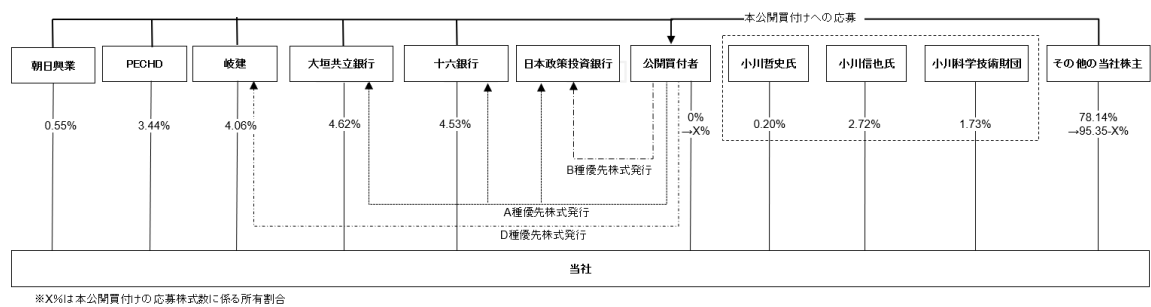 本公開買付けへの応募
朝日興業
PECHD
岐建
大垣共立銀行
十六銀行
日本政策投資銀行
公開買付者
小川哲史氏
小川信也氏
小川科学技術財団
その他の当社株主
0.55%
3.44%
4.06%
4.62%
4.53%
0%
→X%
0.20%
2.72%
1.73%
78.14%
→95.35-X%
B種優先株式発行
A種優先株式発行
D種優先株式発行
当社
※X%は本公開買付けの応募株式数に係る所有割合